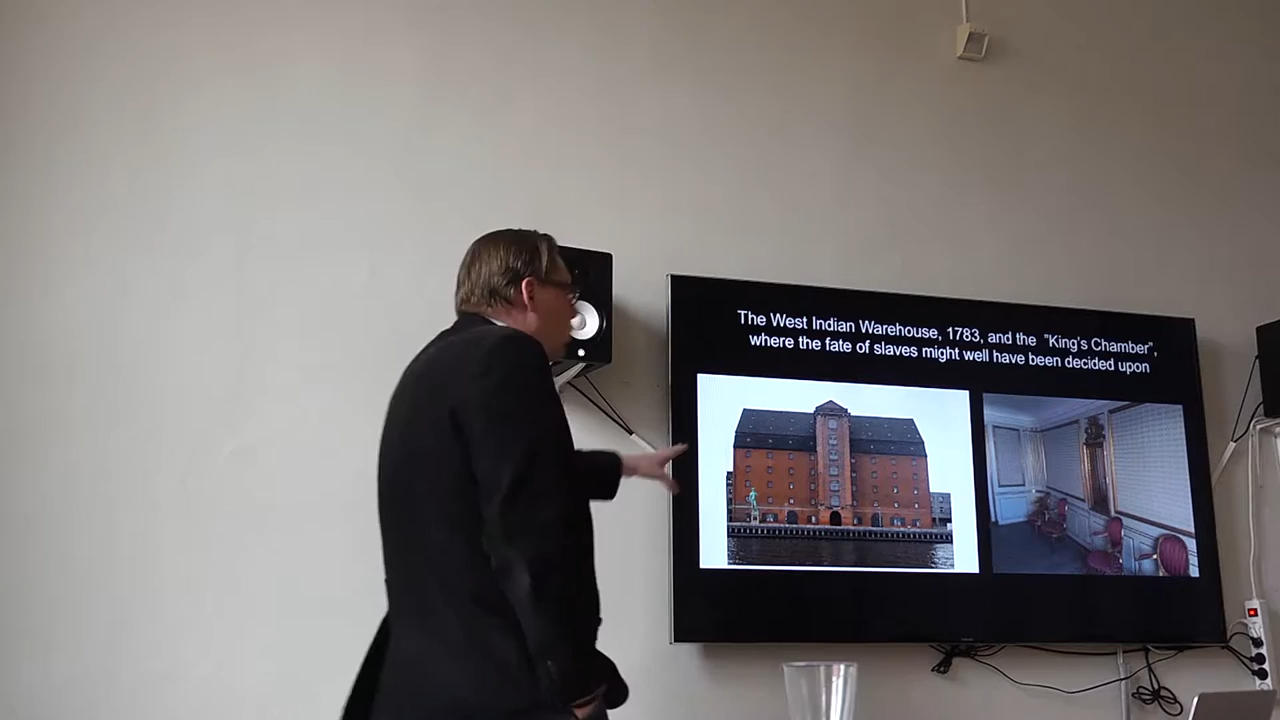 The West Indian Warehouse, 1783, and the "King's Chamber",
where the fate of slaves might well have been decided upon